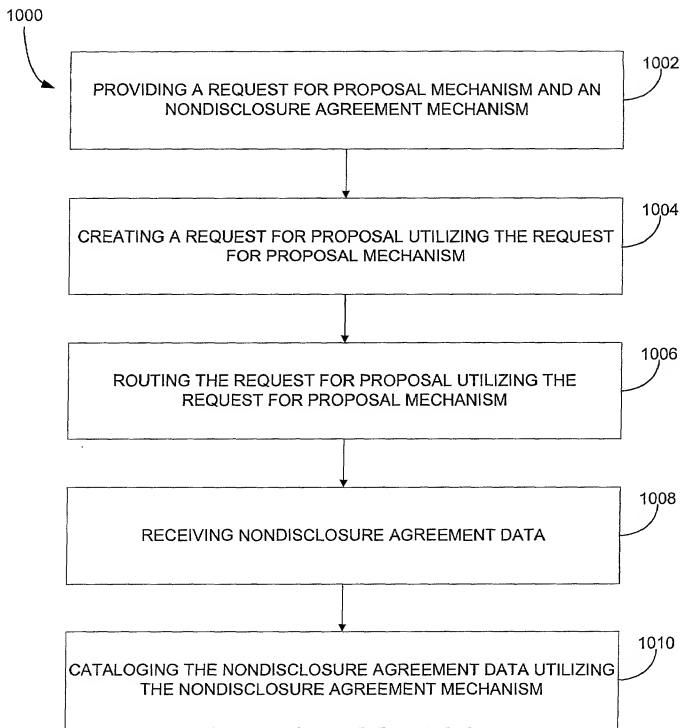 1000
1002
PROVIDING A REQUEST FOR PROPOSAL MECHANISM AND AN
NONDISCLOSURE AGREEMENT MECHANISM
1004
CREATING A REQUEST FOR PROPOSAL UTILIZING THE REQUEST
FOR PROPOSAL MECHANISM
1006
ROUTING THE REQUEST FOR PROPOSAL UTILIZING THE
REQUEST FOR PROPOSAL MECHANISM
1008
RECEIVING NONDISCLOSURE AGREEMENT DATA
1010
CATALOGING THE NONDISCLOSURE AGREEMENT DATA UTILIZING
THE NONDISCLOSURE AGREEMENT MECHANISM